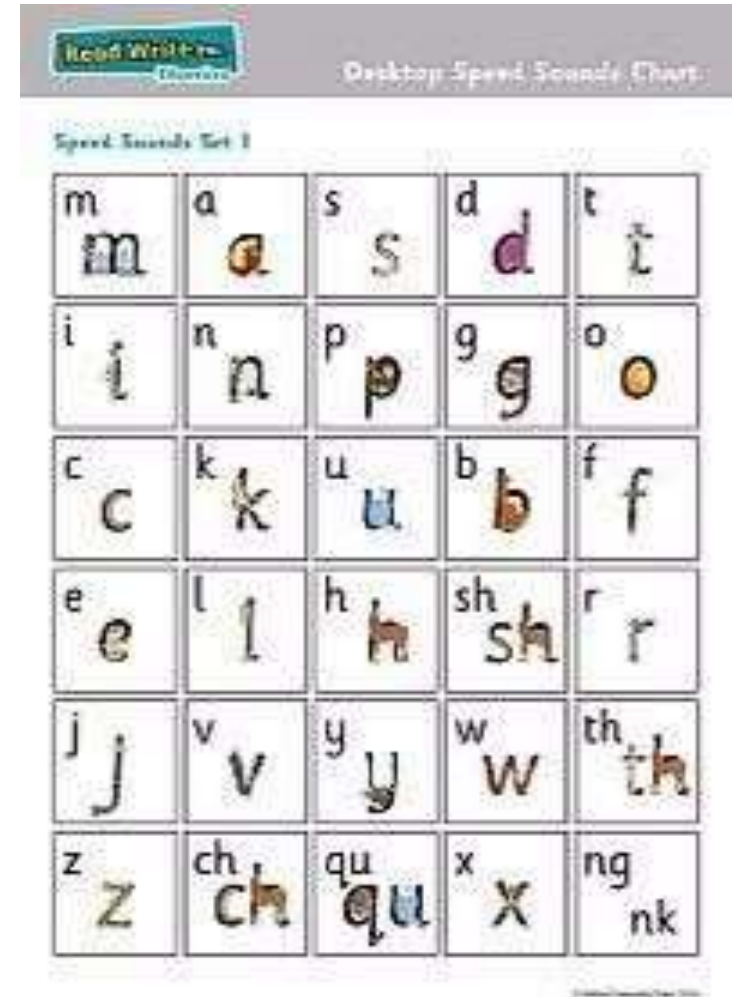 Read Write Inc.
Phonics
Desktop Speed Sounds Chart
Speed Sounds Set 1
m a s d t
m a s d t
i n p g o
i n p g o
c k u b f
c k u b f
e l h sh r
e l h sh r
j v y w th
j v y w th
z ch qu x ng
z ch qu x nk